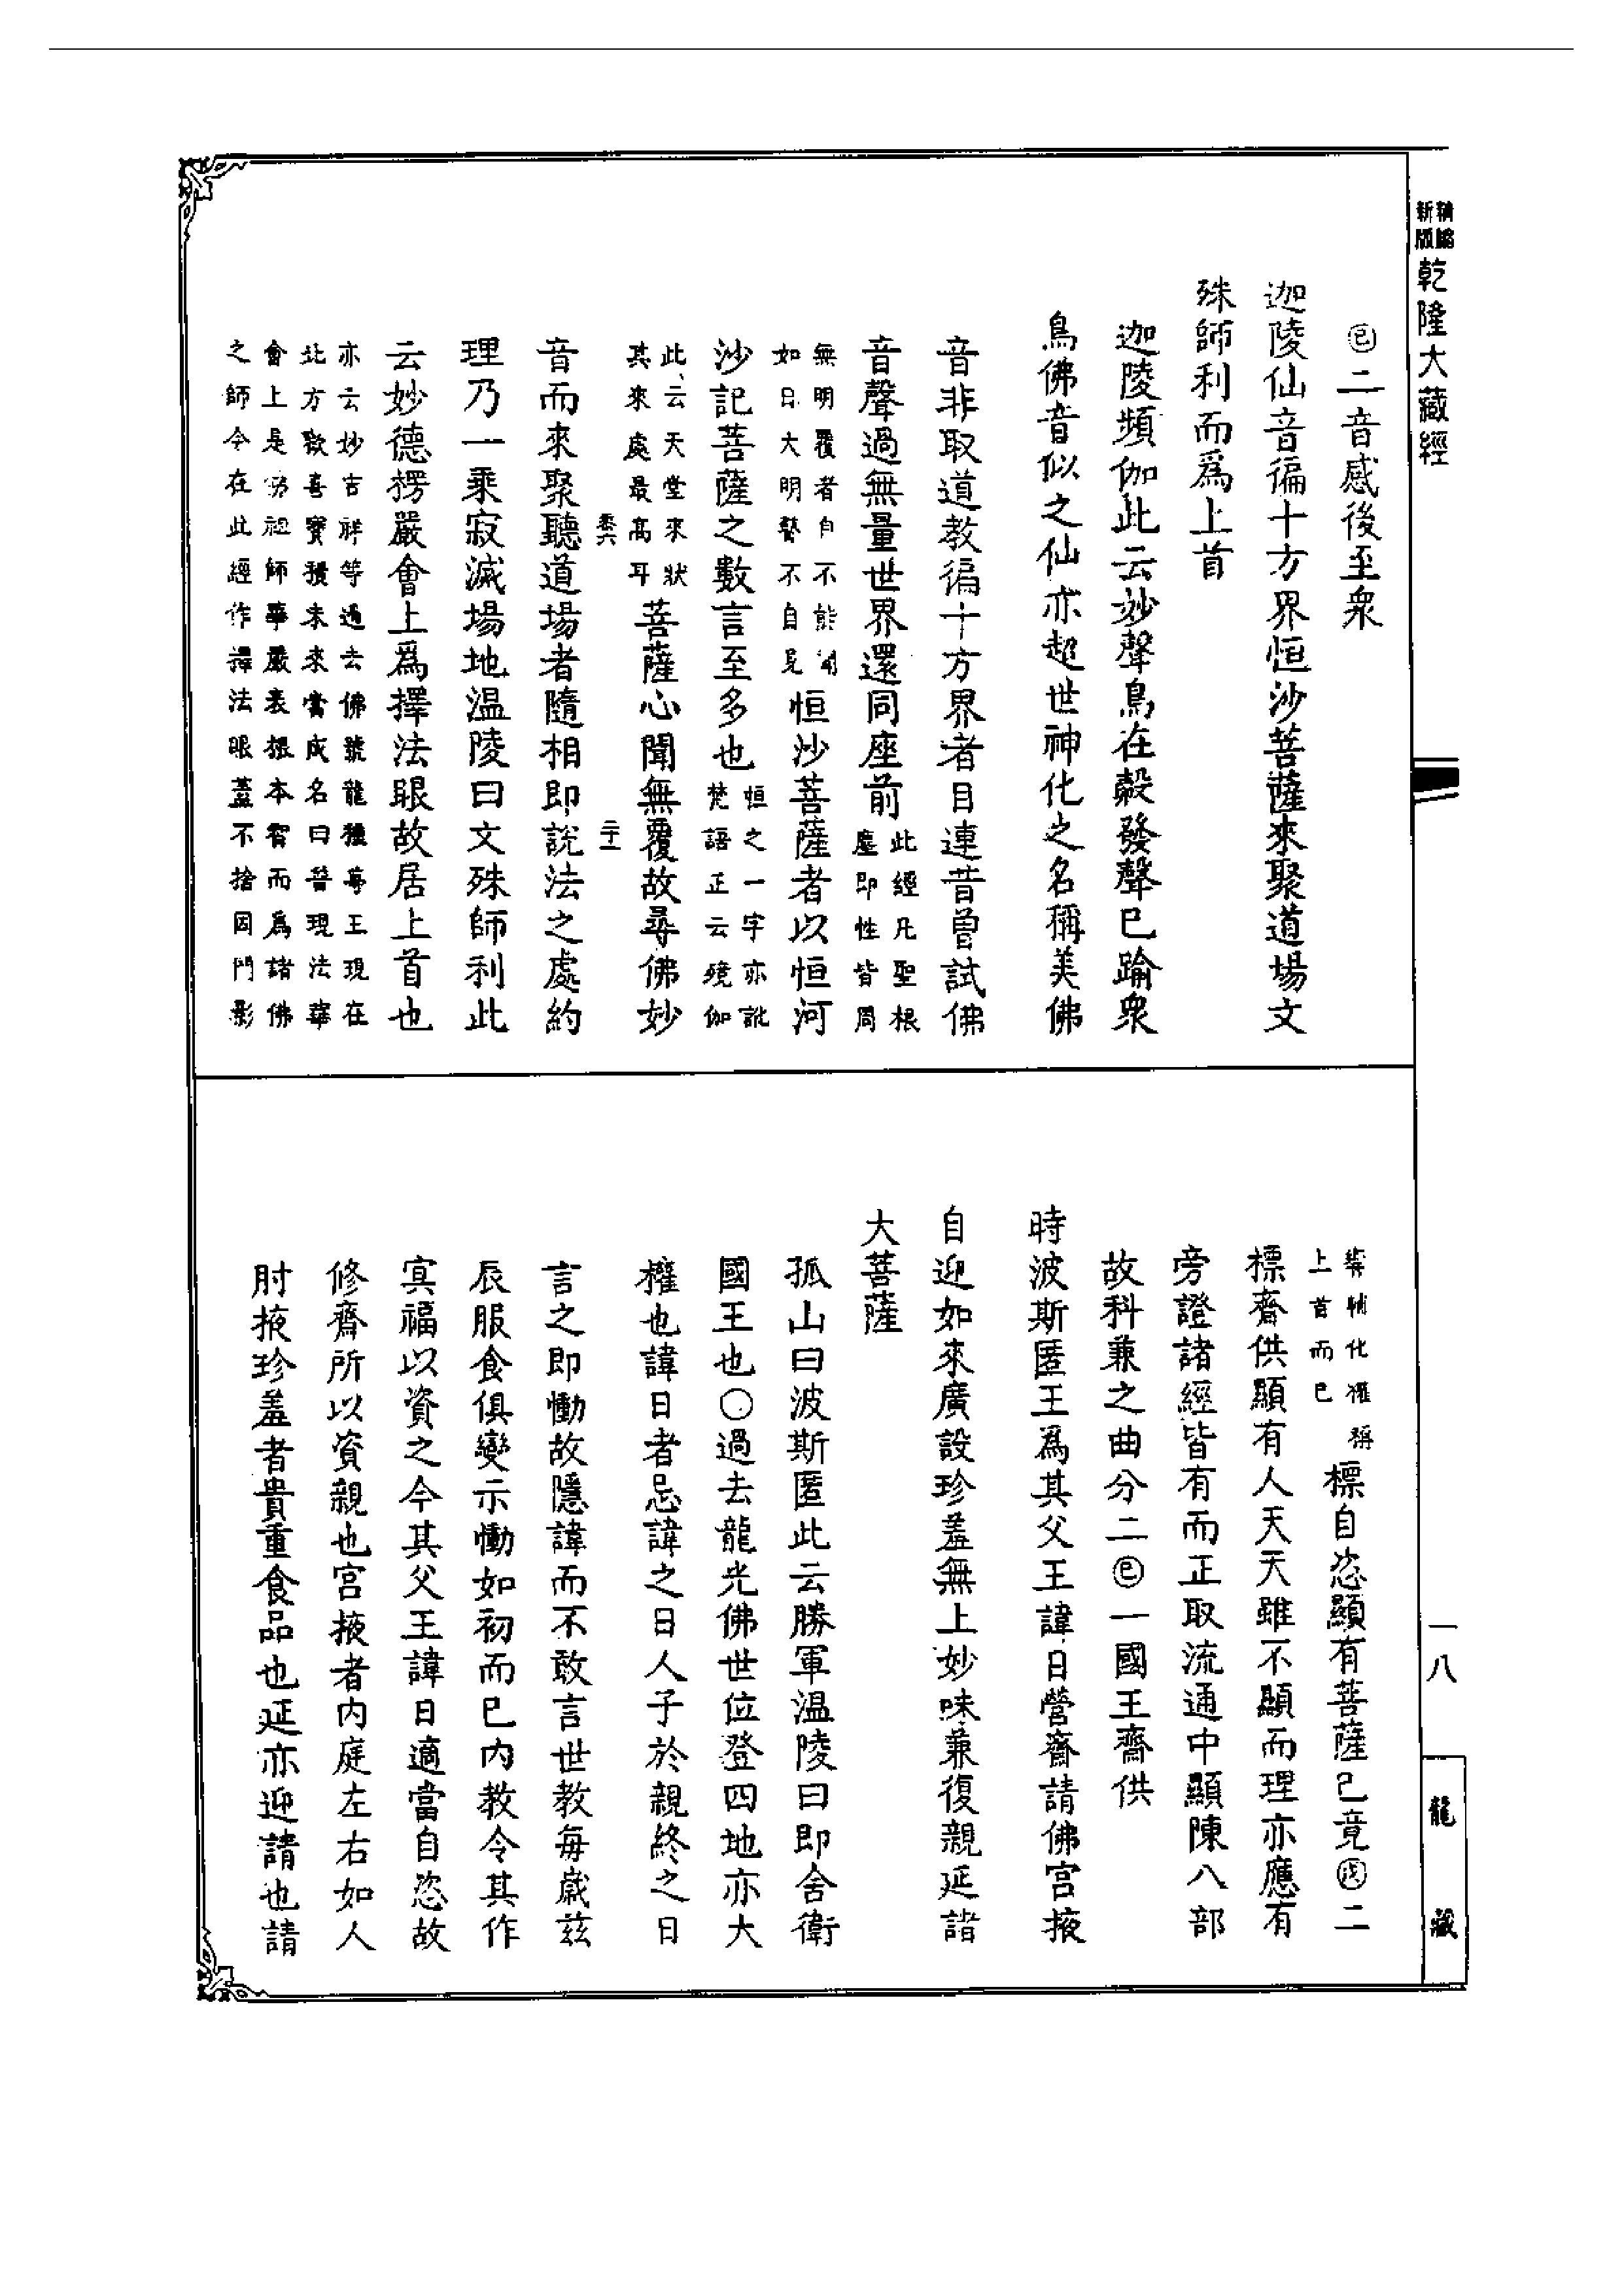 新編
縮版
乾隆大藏經
㊂二音感後至衆
迦陵仙音徧十方界恒沙菩薩來聚道場文
殊師利而爲上首
迦陵頻伽此云妙聲鳥在㲉發聲巳踰衆
鳥佛音似之仙亦超世神化之名稱美佛
音非取道教徧十方界者目連昔曾試佛
音聲過無量世界還同座前
此經凡聖根
塵即性皆周
無明覆者自不能聞
如日大明瞽不自見
恒沙菩薩者以恒河
沙記菩薩之數言至多也
恒之一字亦訛
梵語正云殑伽
此云天堂來狀
其來處最高耳
菩薩心聞無覆故尋佛妙
音而來聚聽道場者隨相即說法之處約
理乃一乘寂滅場地温陵曰文殊師利此
云妙德楞嚴會上爲擇法眼故居上首也
亦云妙吉祥等過去佛號龍種尊王現在
北方歡喜寶積未來當成名曰普現法華
會上是釋迦祖師華嚴表根本智而爲諸佛
之師今在此經作擇法眼蓋不捨因門影
嚮輔化權稱
上首而已
標自恣顯有菩薩已竟㊅二
標齋供顯有人天天雖不顯而理亦應有
旁證諸經皆有而正取流通中顯陳八部
故科兼之曲分二㊂一國王齋供
時波斯匿王爲其父王諱日營齋請佛宫掖
自迎如來廣設珍羞無上妙味兼復親延諸
大菩薩
孤山曰波斯匿此云勝軍温陵曰即舍衛
國王也〇過去龍光佛世位登四地亦大
權也諱日者忌諱之日人子於親終之日
言之即慟故隱諱而不敢言世教每歲茲
辰服食俱變示慟如初而巳内教令其作
冥福以資之今其父王諱日適當自恣故
修齋所以資親也宫掖者内庭左右如人
肘掖珍羞者貴重食品也延亦迎請也請
一八
龍藏